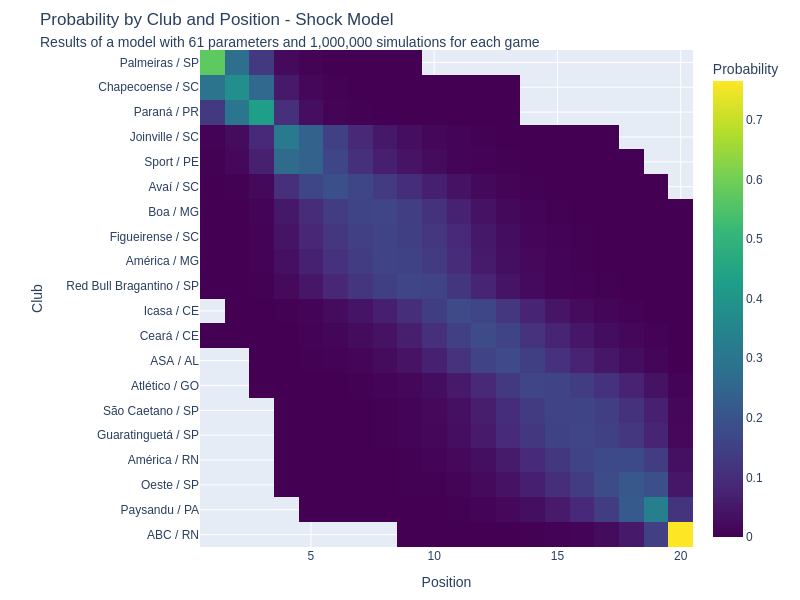 Probability by Club and Position - Shock Model
Results of a model with 61 parameters and 1,000,000 simulations for each game
Probability
Palmeiras / SP
Chapecoense / SC
Paraná / PR
Joinville / SC
Sport / PE
Avaí / SC
Boa / MG
Figueirense / SC
América / MG
Red Bull Bragantino / SP
Icasa / CE
Ceará / CE
ASA / AL
Atlético / GO
São Caetano / SP
Guaratinguetá / SP
América / RN
Oeste / SP
Paysandu / PA
ABC / RN
Club
5
10
15
20
Position
0.7
0.6
0.5
0.4
0.3
0.2
0.1
0